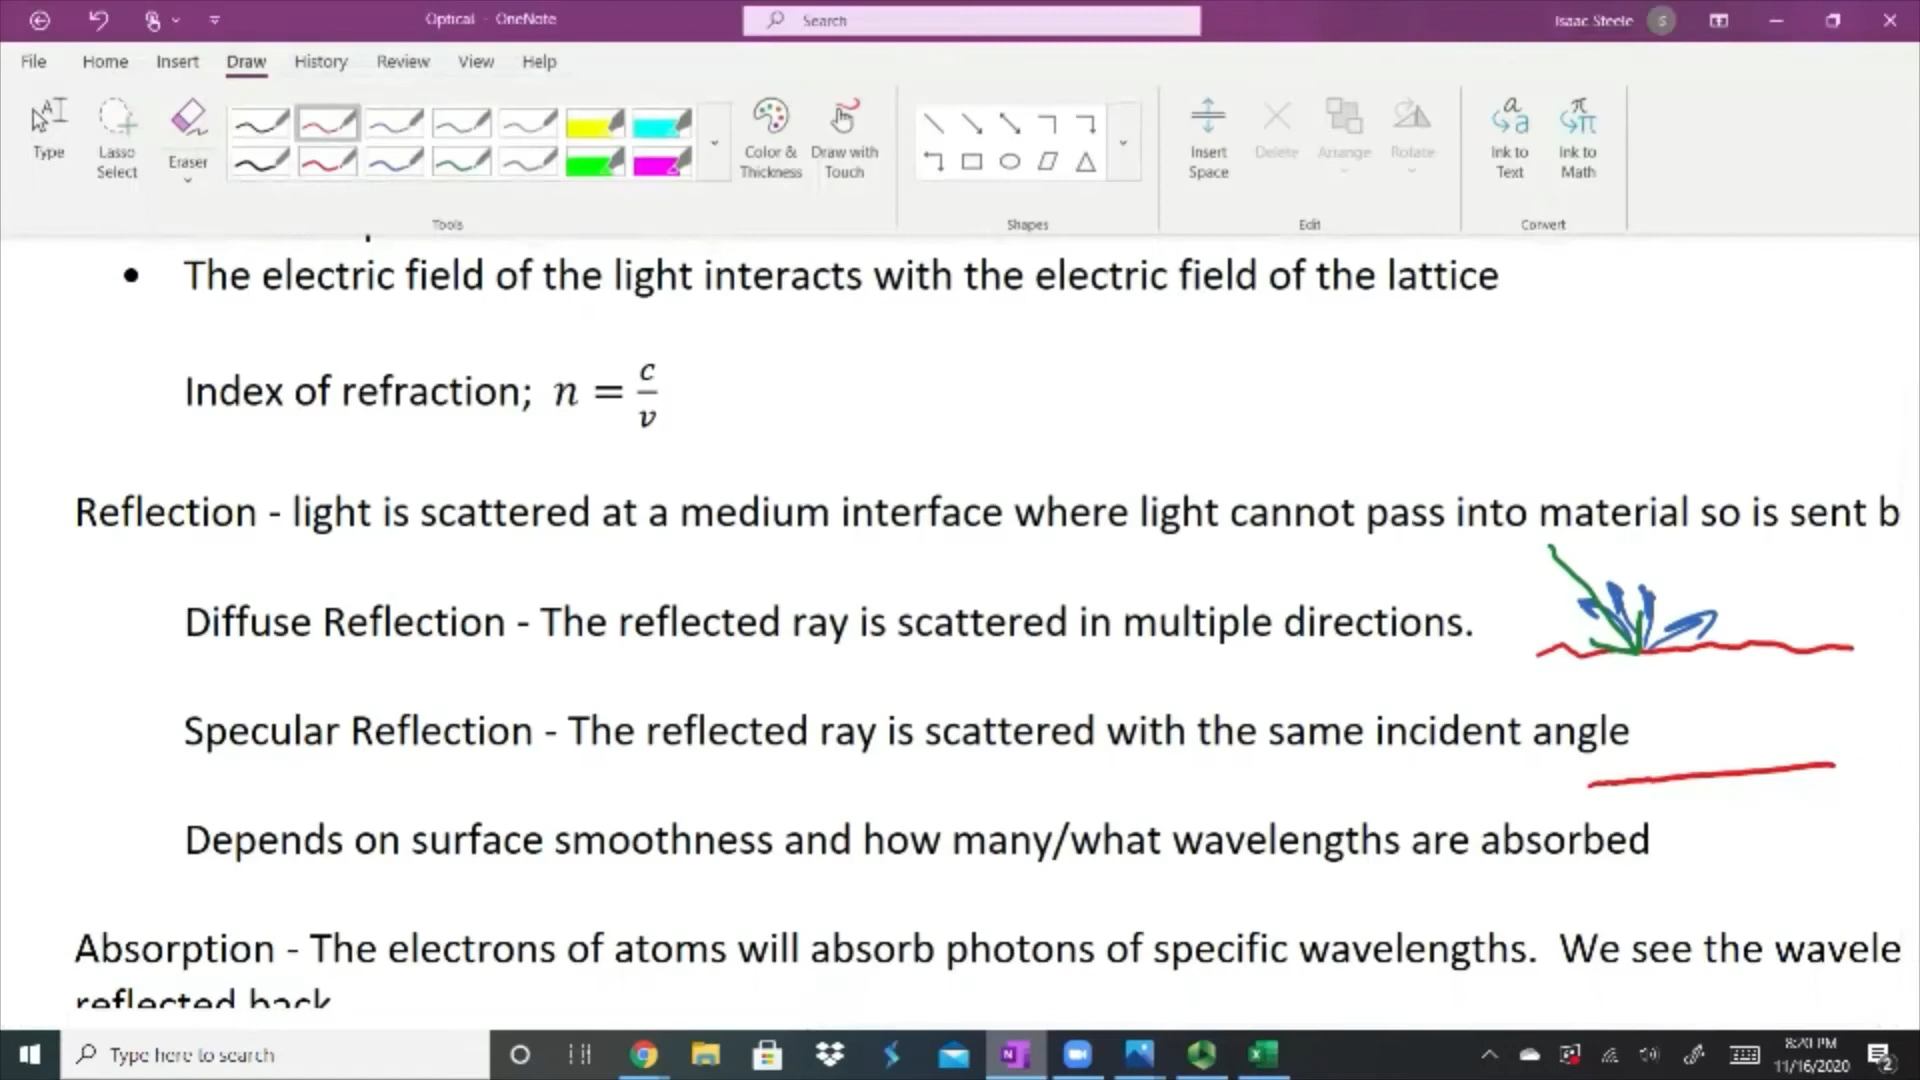 Optical - OneNote
Search
Isaac Steele
S
File Home Insert Draw History Review View Help
Type
Lasso Select
Eraser
Color & Thickness
Draw with Touch
Insert Space
Delete
Arrange
Rotate
Ink to Text
Ink to Math
Tools
Shapes
Edit
Convert
• The electric field of the light interacts with the electric field of the lattice
Index of refraction; n = c/v
Reflection - light is scattered at a medium interface where light cannot pass into material so is sent b
Diffuse Reflection - The reflected ray is scattered in multiple directions.
Specular Reflection - The reflected ray is scattered with the same incident angle
Depends on surface smoothness and how many/what wavelengths are absorbed
Absorption - The electrons of atoms will absorb photons of specific wavelengths. We see the wavele
reflected back
Type here to search
8:20 PM
11/16/2020
2